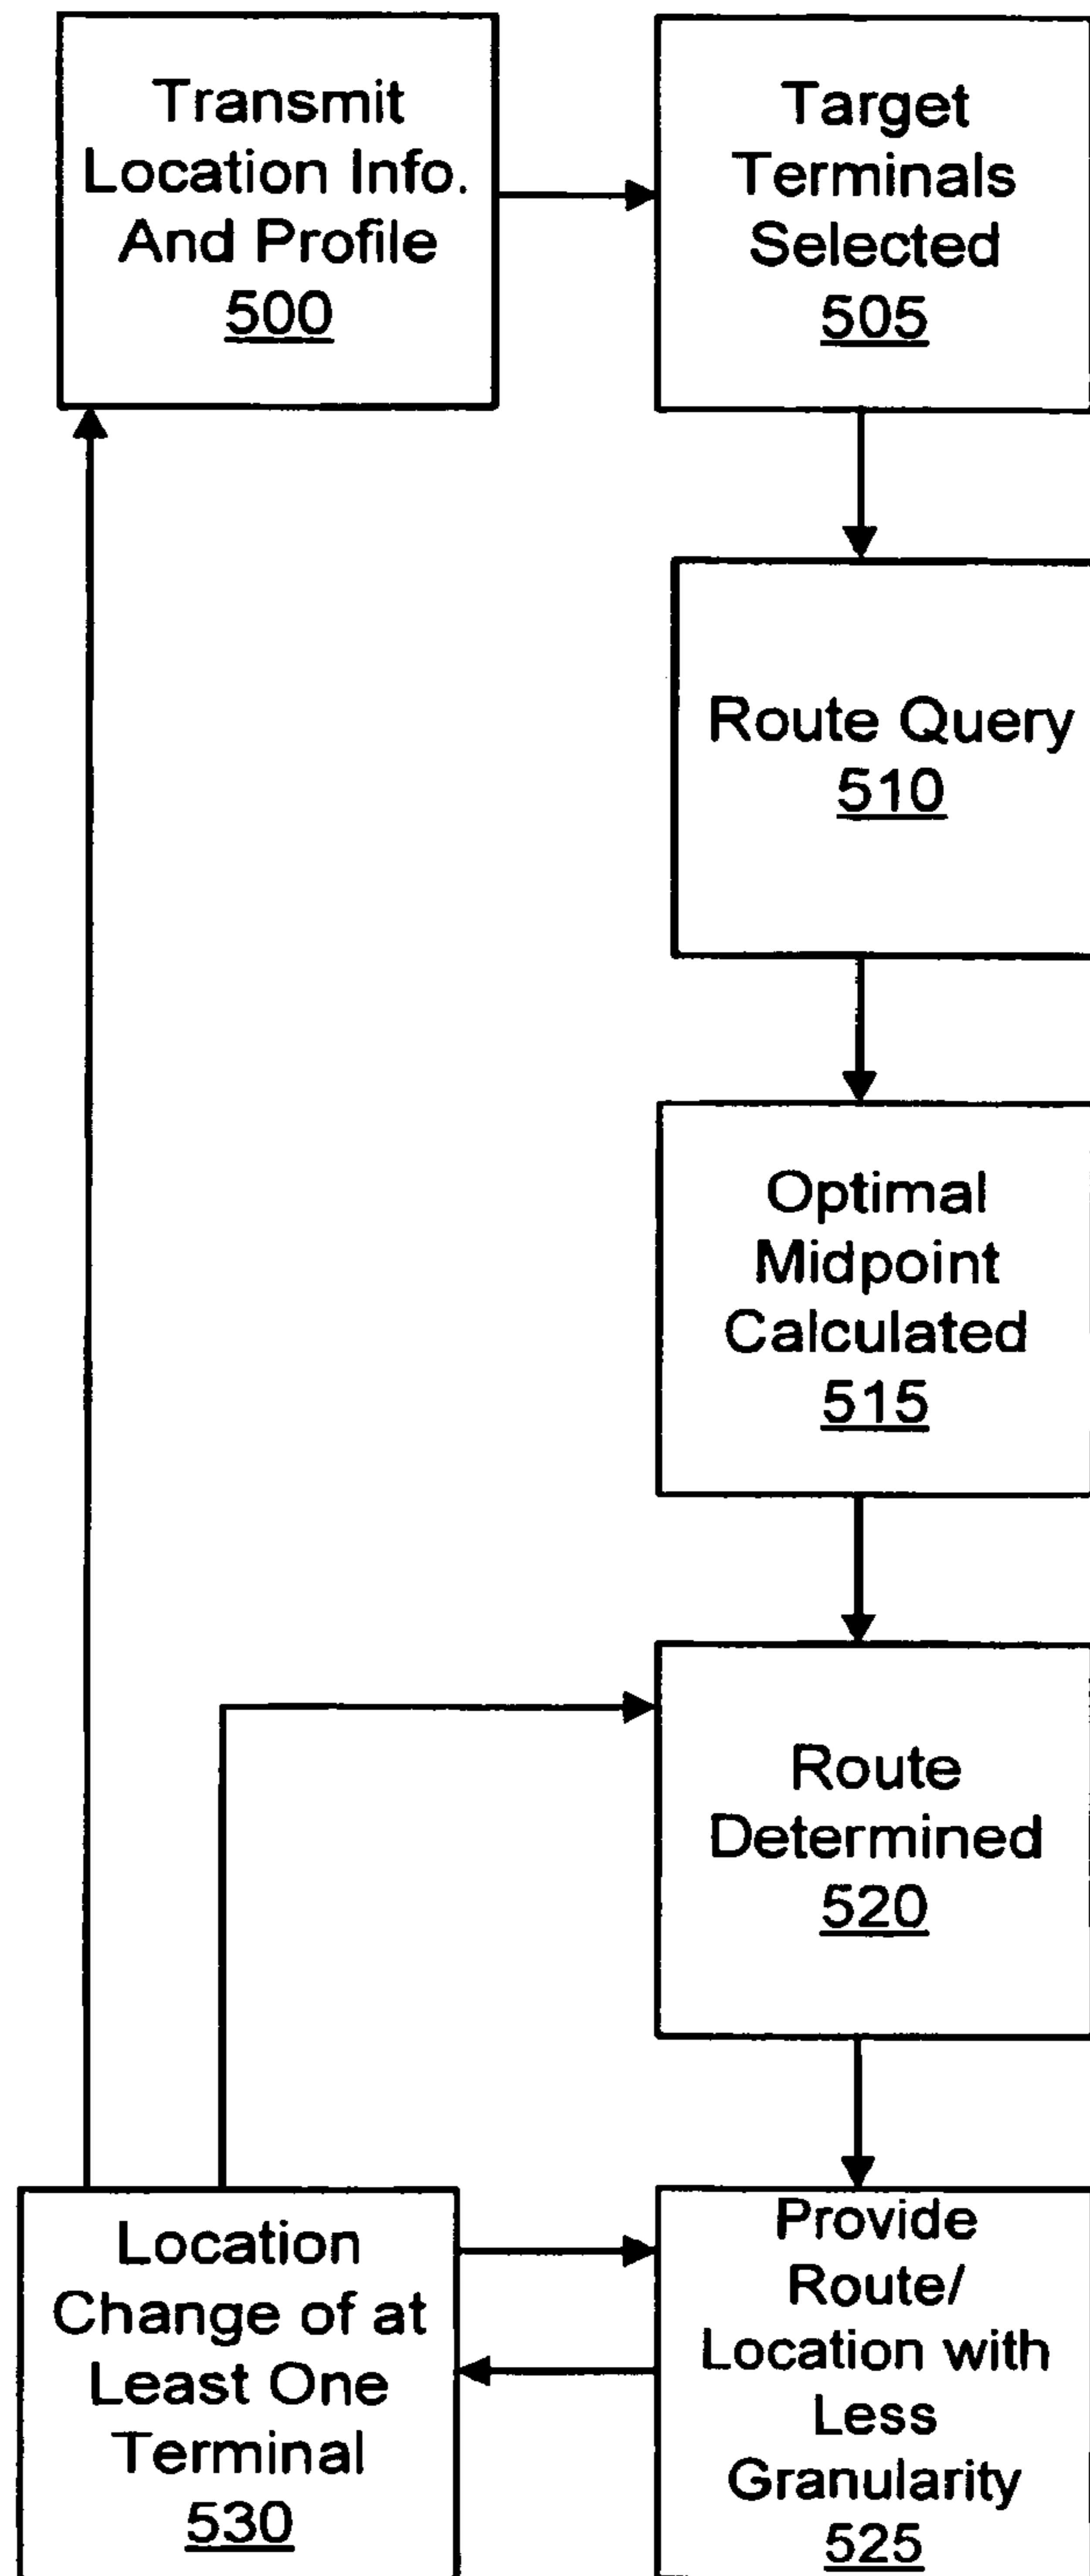 Transmit
Location Info.
And Profile
500
Target
Terminals
Selected
505
Route Query
510
Optimal
Midpoint
Calculated
515
Route
Determined
520
Location
Change of at
Least One
Terminal
530
Provide
Route/
Location with
Less
Granularity
525